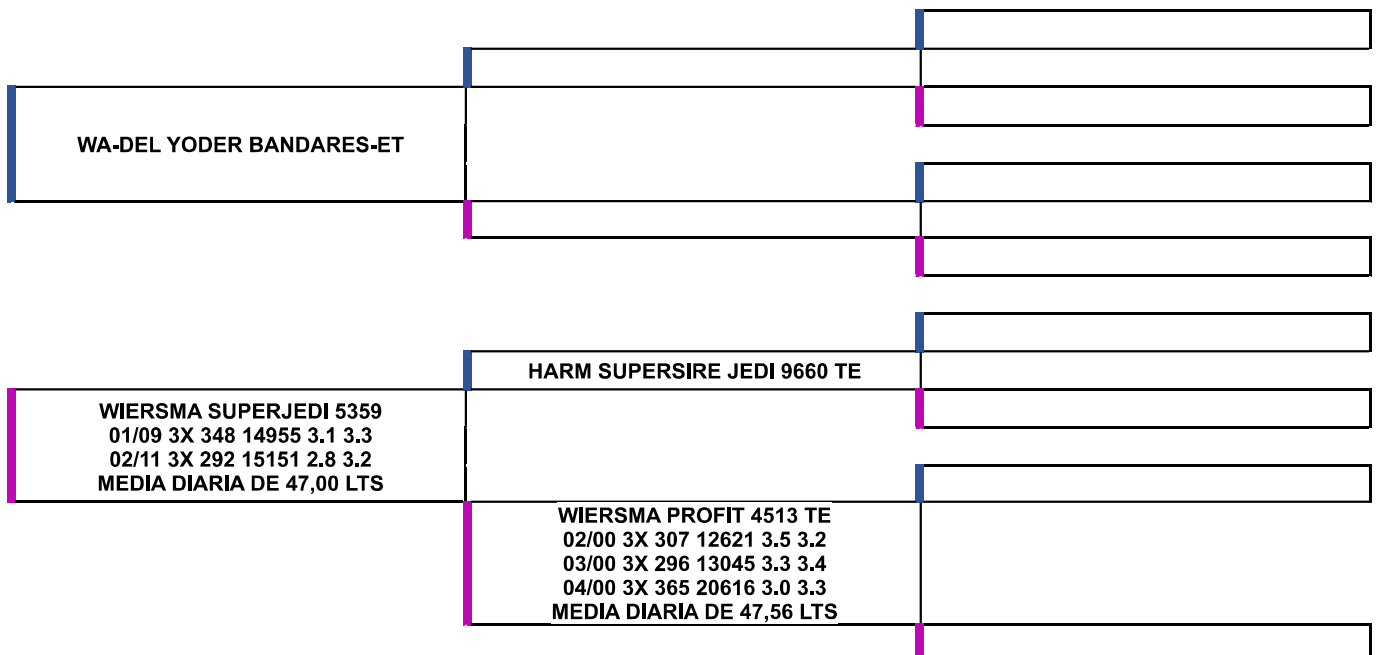 WA-DEL YODER BANDARES-ET
HARM SUPERSIRE JEDI 9660 TE
WIERSMA SUPERJEDI 5359
01/09 3X 348 14955 3.1 3.3
02/11 3X 292 15151 2.8 3.2
MEDIA DIARIA DE 47,00 LTS
WIERSMA PROFIT 4513 TE
02/00 3X 307 12621 3.5 3.2
03/00 3X 296 13045 3.3 3.4
04/00 3X 365 20616 3.0 3.3
MEDIA DIARIA DE 47,56 LTS